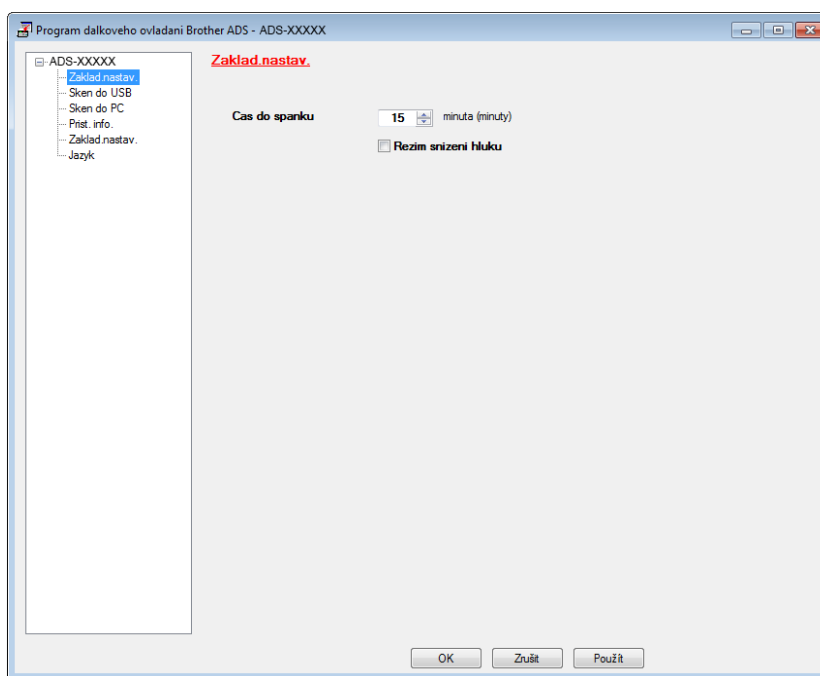 Program dalkoveho ovladani Brother ADS - ADS-XXXXX
ADS-XXXXX
Zaklad.nastav.
Sken do USB
Sken do PC
Prist. info.
Zaklad.nastav.
Jazyk
Zaklad.nastav.
Cas do spanku 15 minuta (minuty)
Rezim snizeni hluku
OK Zrušit Použít